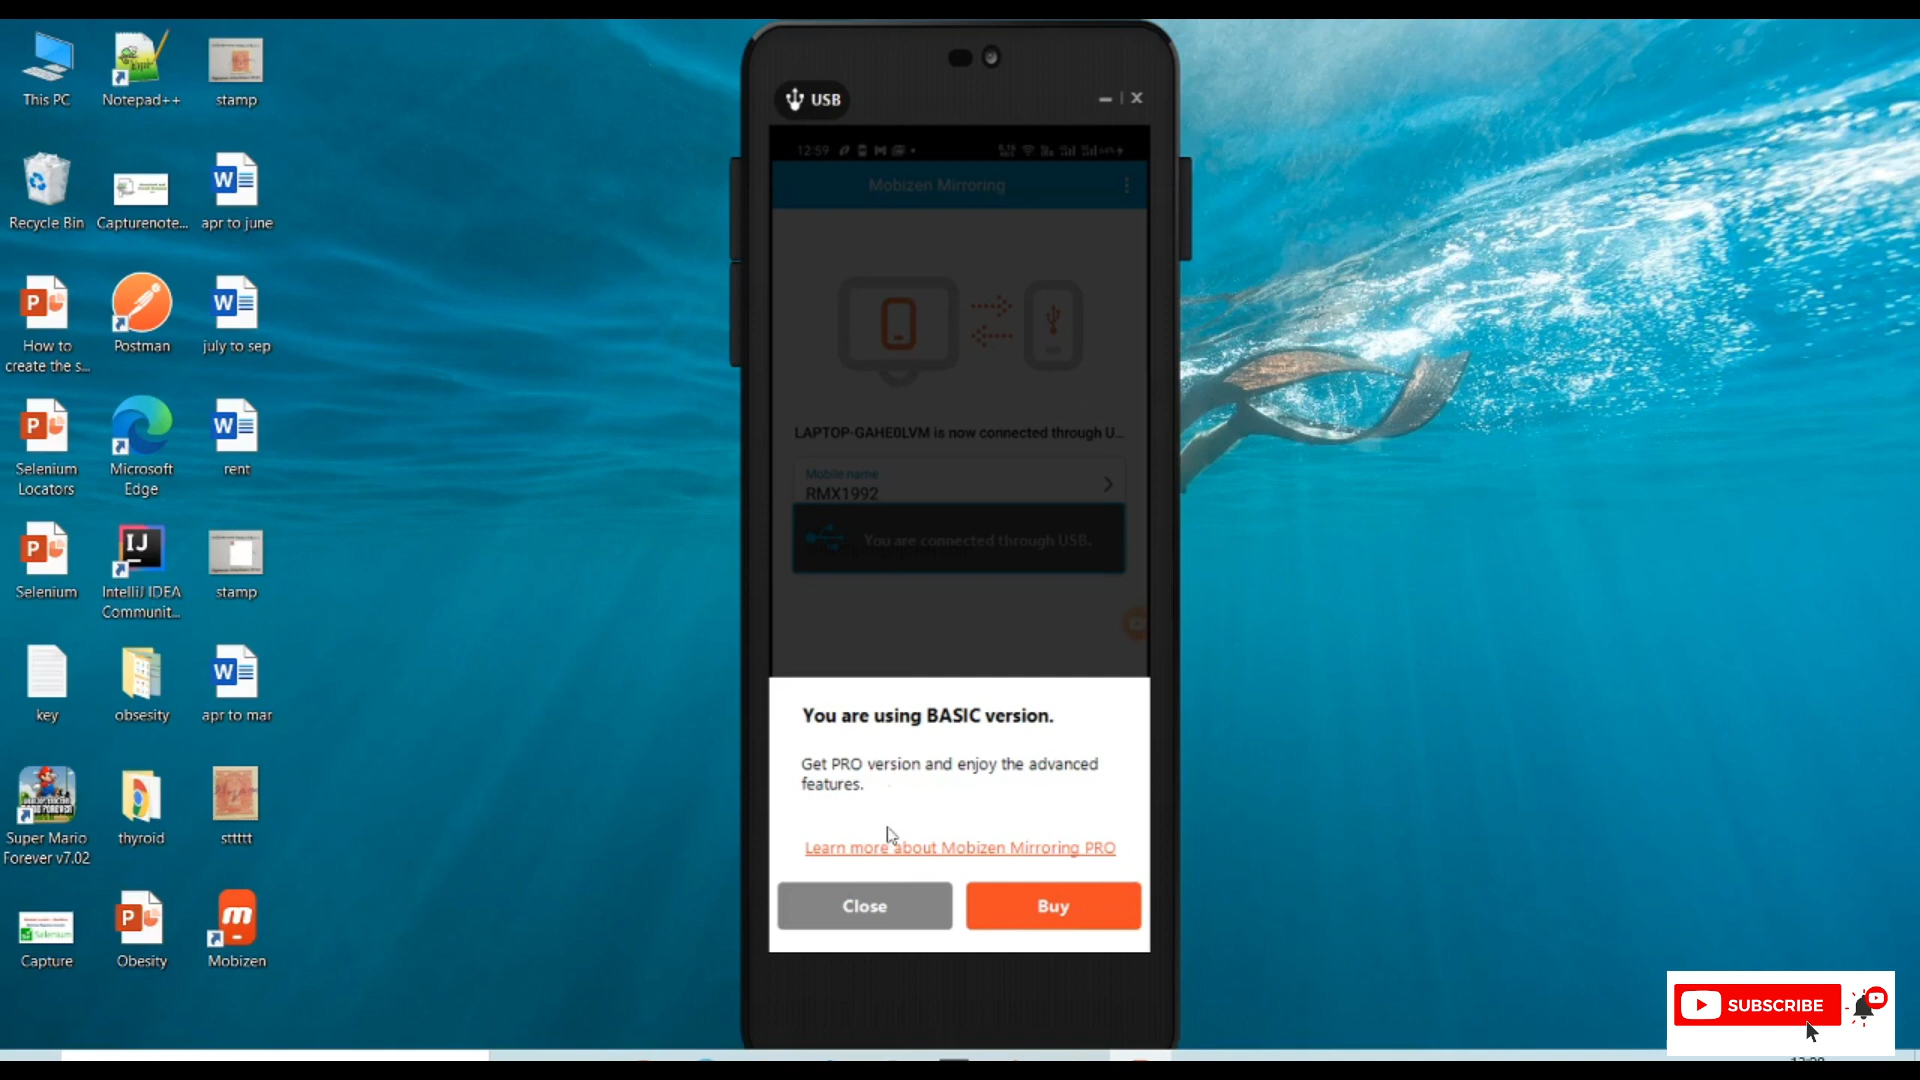 This PC
Notepad++
stamp
Recycle Bin
Capturenote...
apr to june
How to
create the s...
Postman
july to sep
Selenium
Locators
Microsoft
Edge
rent
Selenium
IntelliJ IDEA
Communit...
stamp
key
obsesity
apr to mar
Super Mario
Forever v7.02
thyroid
sttttt
Capture
Obesity
Mobizen
USB
12:59
Mobizen Mirroring
LAPTOP-GAHE0LVM is now connected through U...
Mobile name
RMX1992
You are connected through USB.
You are using BASIC version.
Get PRO version and enjoy the advanced
features.
Learn more about Mobizen Mirroring PRO
Close
Buy
SUBSCRIBE